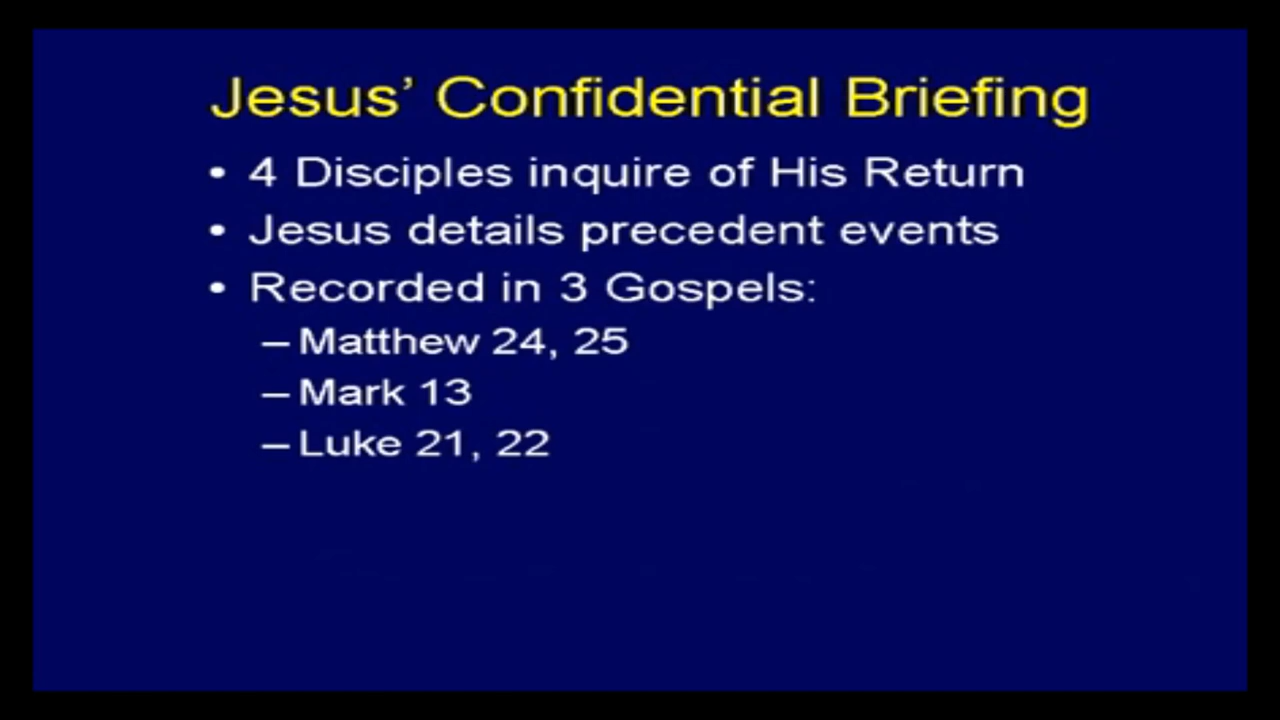 Jesus’ Confidential Briefing
• 4 Disciples inquire of His Return
• Jesus details precedent events
• Recorded in 3 Gospels:
– Matthew 24, 25
– Mark 13
– Luke 21, 22